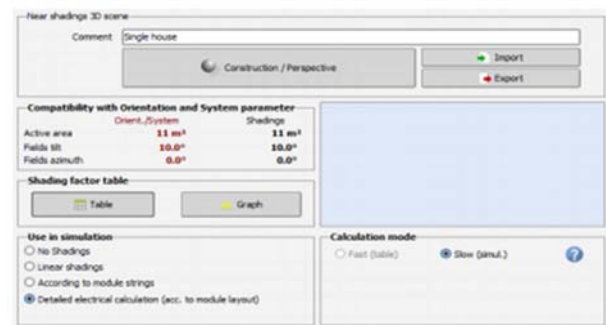 Near shadings 3D scene
Comment Single house
Construction / Perspective
Import
Export
Compatibility with Orientation and System parameter
Orient./System Shadings
Active area 11 m² 11 m²
Fields tilt 10.0° 10.0°
Fields azimuth 0.0° 0.0°
Shading factor table
Table Graph
Use in simulation
No Shadings
Linear shadings
According to module strings
Detailed electrical calculation (acc. to module layout)
Calculation mode
Fast (table) Slow (simul.) ?